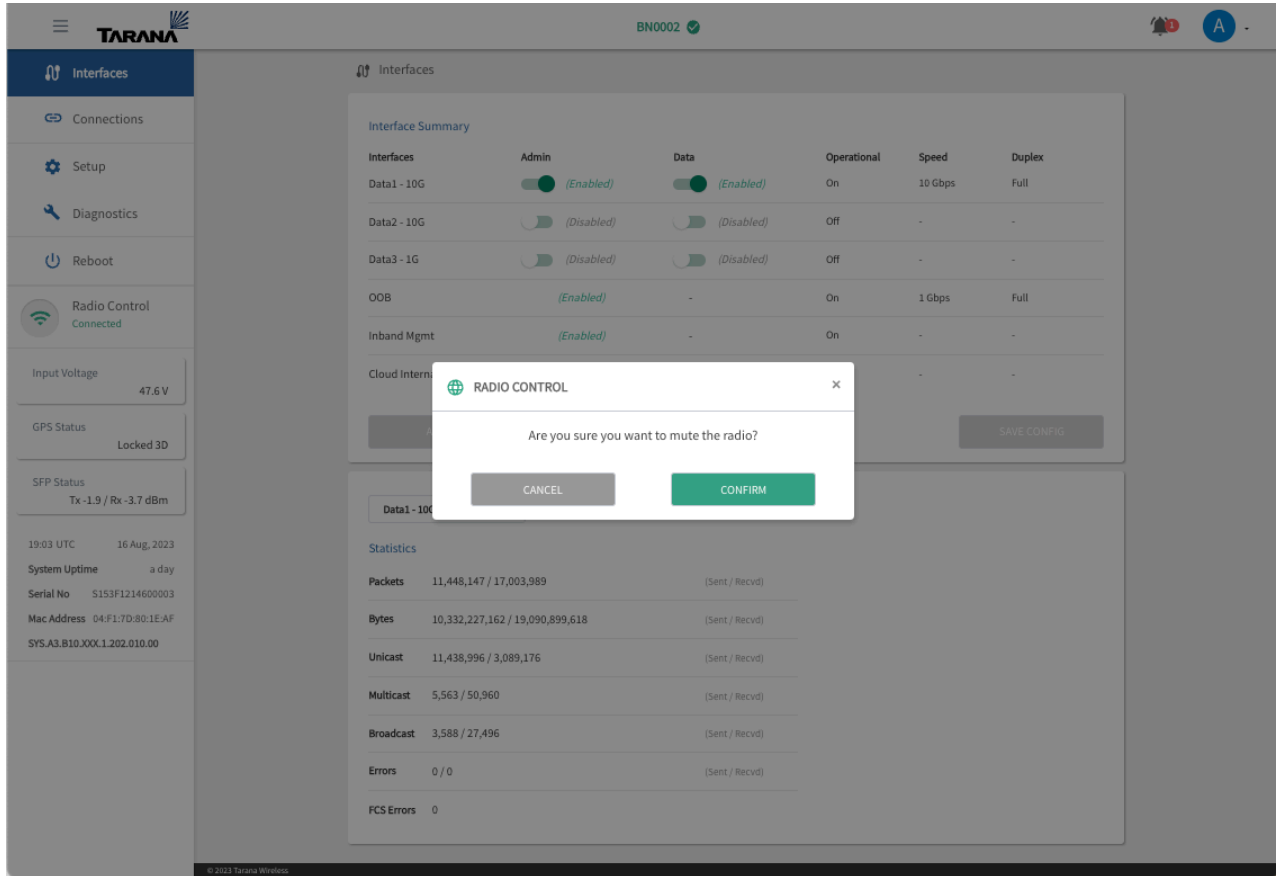 TARANA
BN0002
1
A
Interfaces
Connections
Setup
Diagnostics
Reboot
Radio Control
Connected
Input Voltage
47.6 V
GPS Status
Locked 3D
SFP Status
Tx -1.9 / Rx -3.7 dBm
19:03 UTC 16 Aug, 2023
System Uptime a day
Serial No S153F1214600003
Mac Address 04:F1:7D:80:1E:AF
SYS.A3.B10.XXX.1.202.010.00
Interfaces
Interface Summary
Interfaces Admin Data Operational Speed Duplex
Data1 - 10G (Enabled) (Enabled) On 10 Gbps Full
Data2 - 10G (Disabled) (Disabled) Off - -
Data3 - 1G (Disabled) (Disabled) Off - -
OOB (Enabled) - On 1 Gbps Full
Inband Mgmt (Enabled) - On - -
Cloud - -
SAVE CONFIG
RADIO CONTROL ×
Are you sure you want to mute the radio?
CANCEL CONFIRM
Data1 - 10G
Statistics
Packets 11,448,147 / 17,003,989 (Sent / Recvd)
Bytes 10,332,227,162 / 19,090,899,618 (Sent / Recvd)
Unicast 11,438,996 / 3,089,176 (Sent / Recvd)
Multicast 5,563 / 50,960 (Sent / Recvd)
Broadcast 3,588 / 27,496 (Sent / Recvd)
Errors 0 / 0 (Sent / Recvd)
FCS Errors 0
© 2023 Tarana Wireless